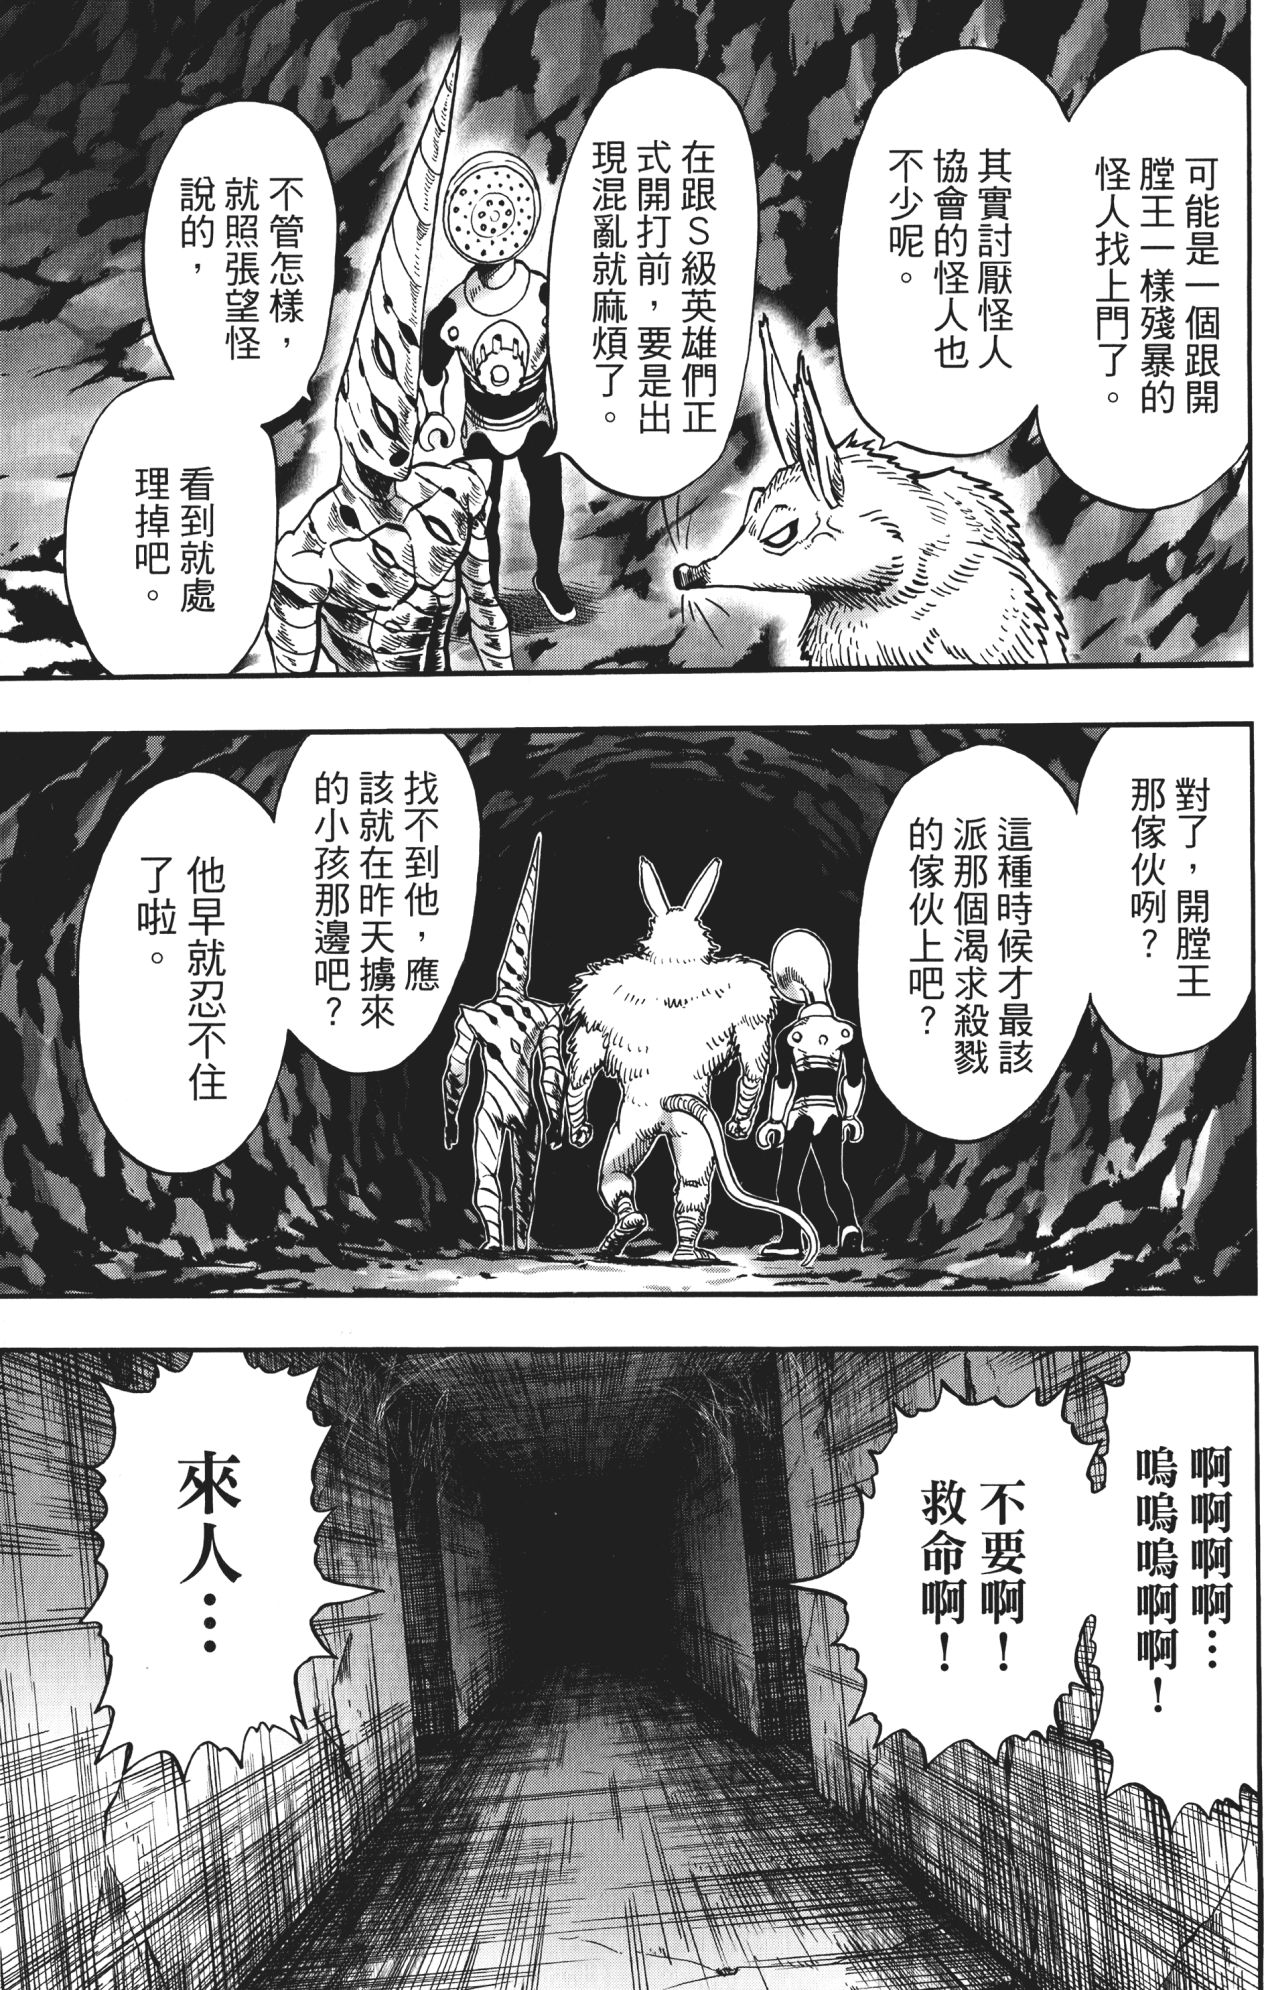 可能是一個跟開
膛王一樣殘暴的
怪人找上門了。
其實討厭怪人
協會的怪人也
不少呢。
在跟S級英雄們正
式開打前，要是出
現混亂就麻煩了。
不管怎樣，
就照張望怪
說的，
看到就處
理掉吧。
對了，開膛王
那傢伙咧？
這種時候才最該
派那個渴求殺戮
的傢伙上吧？
找不到他，應
該就在昨天擄來
的小孩那邊吧？
他早就忍不住
了啦。
啊啊啊啊…
嗚嗚嗚啊啊！
不要啊！
救命啊！
來人…